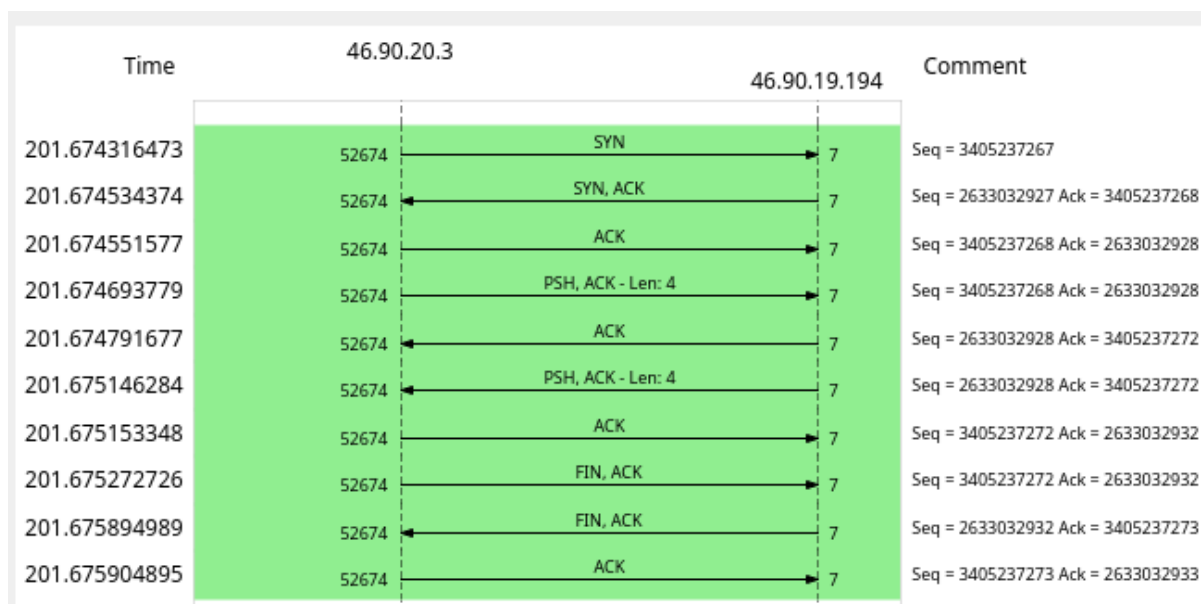 Time 46.90.20.3 46.90.19.194 Comment
201.674316473 52674 SYN 7 Seq = 3405237267
201.674534374 52674 SYN, ACK 7 Seq = 2633032927 Ack = 3405237268
201.674551577 52674 ACK 7 Seq = 3405237268 Ack = 2633032928
201.674693779 52674 PSH, ACK - Len: 4 7 Seq = 3405237268 Ack = 2633032928
201.674791677 52674 ACK 7 Seq = 2633032928 Ack = 3405237272
201.675146284 52674 PSH, ACK - Len: 4 7 Seq = 2633032928 Ack = 3405237272
201.675153348 52674 ACK 7 Seq = 3405237272 Ack = 2633032932
201.675272726 52674 FIN, ACK 7 Seq = 3405237272 Ack = 2633032932
201.675894989 52674 FIN, ACK 7 Seq = 2633032932 Ack = 3405237273
201.675904895 52674 ACK 7 Seq = 3405237273 Ack = 2633032933